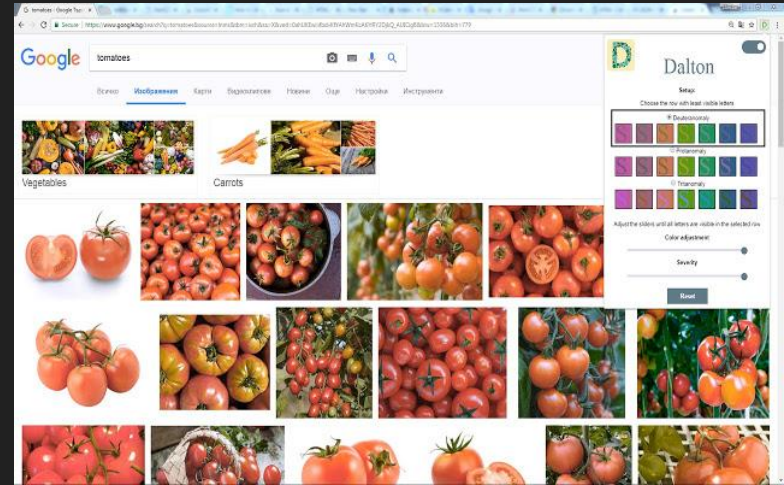 tomatoes - Google Търс
Secure
Google
tomatoes
Всичко Изображения Карти Видеоклипове Новини Още Настройки Инструменти
Vegetables
Carrots
D
Dalton
Setup:
Choose the row with least visible letters
Deuteranomaly
S S S S S S S
Protanomaly
S S S S S S S
Tritanomaly
S S S S S S S
Adjust the sliders until all letters are visible in the selected row
Color adjustment
Severity
Reset